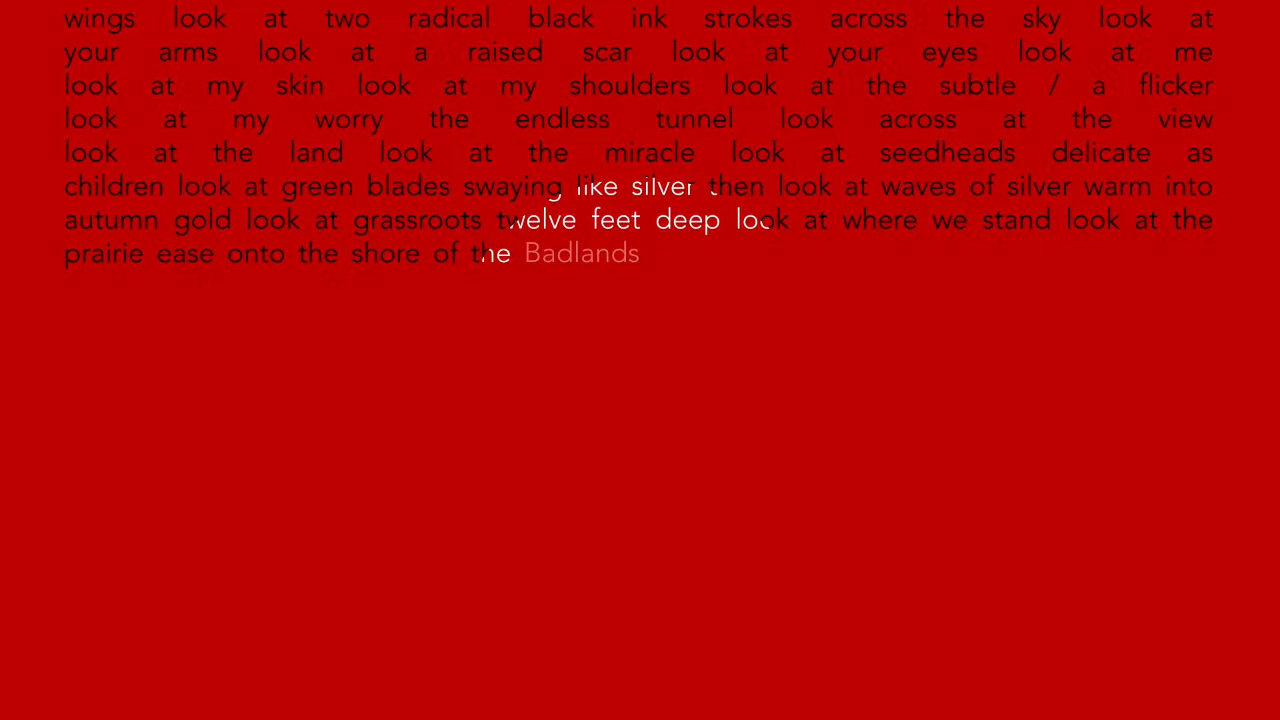 wings look at two radical black ink strokes across the sky look at
your arms look at a raised scar look at your eyes look at me
look at my skin look at my shoulders look at the subtle / a flicker
look at my worry the endless tunnel look across at the view
look at the land look at the miracle look at seedheads delicate as
children look at green blades swaying like silver then look at waves of silver warm into
autumn gold look at grassroots twelve feet deep look at where we stand look at the
prairie ease onto the shore of the Badlands